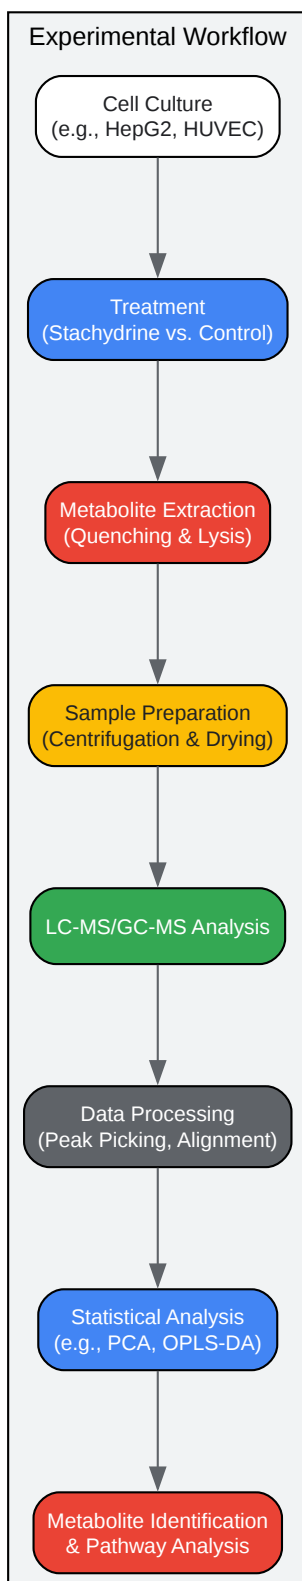 Experimental Workflow
Cell Culture
(e.g., HepG2, HUVEC)
Treatment
(Stachydrine vs. Control)
Metabolite Extraction
(Quenching & Lysis)
Sample Preparation
(Centrifugation & Drying)
LC-MS/GC-MS Analysis
Data Processing
(Peak Picking, Alignment)
Statistical Analysis
(e.g., PCA, OPLS-DA)
Metabolite Identification
& Pathway Analysis